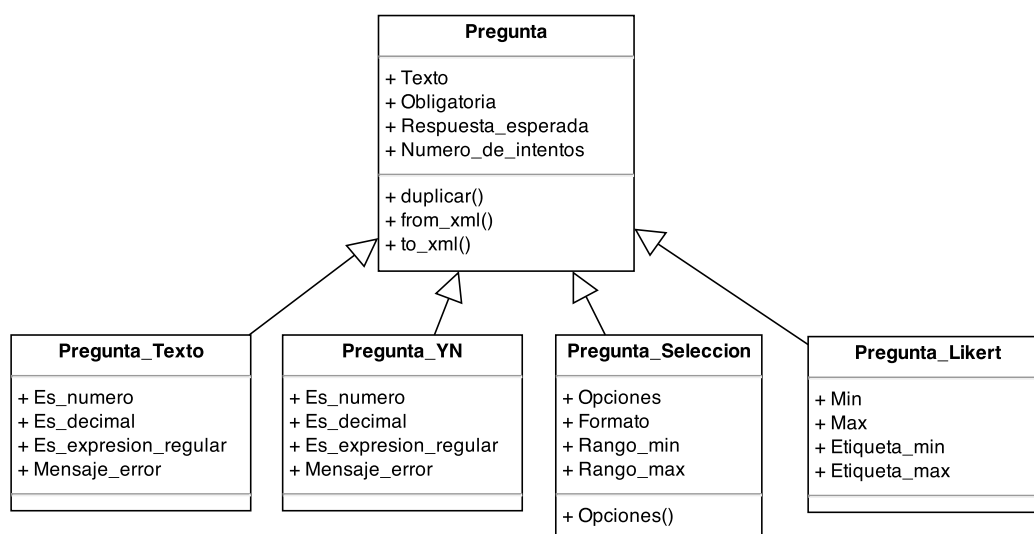 Pregunta
+ Texto
+ Obligatoria
+ Respuesta_esperada
+ Numero_de_intentos
+ duplicar()
+ from_xml()
+ to_xml()
Pregunta_Texto
+ Es_numero
+ Es_decimal
+ Es_expresion_regular
+ Mensaje_error
Pregunta_YN
+ Es_numero
+ Es_decimal
+ Es_expresion_regular
+ Mensaje_error
Pregunta_Seleccion
+ Opciones
+ Formato
+ Rango_min
+ Rango_max
+ Opciones()
Pregunta_Likert
+ Min
+ Max
+ Etiqueta_min
+ Etiqueta_max